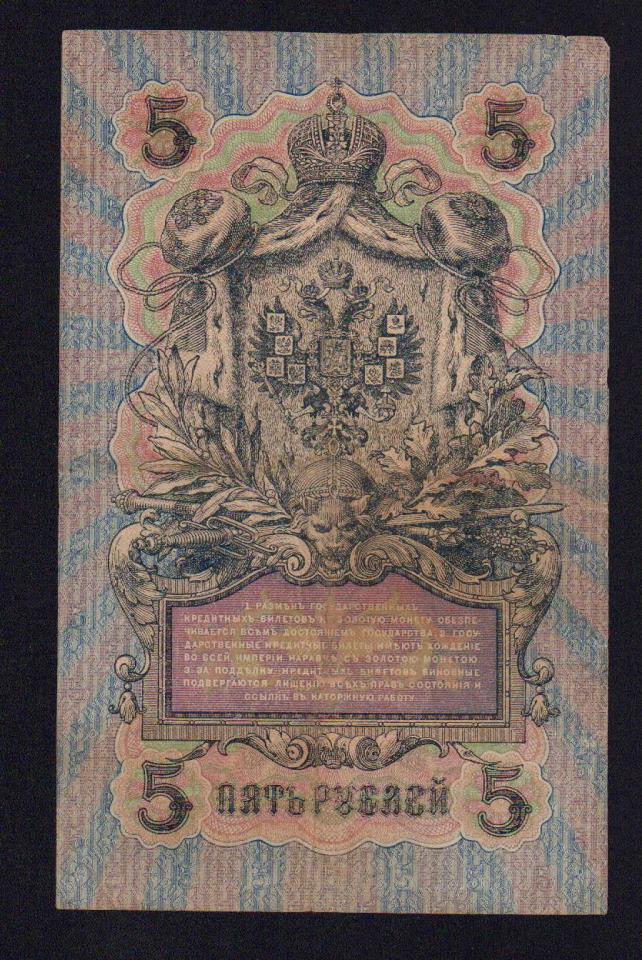 5 5
1. РАЗМѢНЪ ГОСУДАРСТВЕННЫХЪ
КРЕДИТНЫХЪ БИЛЕТОВЪ НА ЗОЛОТУЮ МОНЕТУ ОБЕЗПЕ-
ЧИВАЕТСЯ ВСѢМЪ ДОСТОЯНІЕМЪ ГОСУДАРСТВА. 2. ГОСУ-
ДАРСТВЕННЫЕ КРЕДИТНЫЕ БИЛЕТЫ ИМѢЮТЪ ХОЖДЕНІЕ
ВО ВСЕЙ ИМПЕРІИ НАРАВНѢ СЪ ЗОЛОТОЮ МОНЕТОЮ.
3. ЗА ПОДДѢЛКУ КРЕДИТНЫХЪ БИЛЕТОВЪ ВИНОВНЫЕ
ПОДВЕРГАЮТСЯ ЛИШЕНІЮ ВСѢХЪ ПРАВЪ СОСТОЯНІЯ И
ССЫЛКѢ ВЪ КАТОРЖНУЮ РАБОТУ.
5 ПЯТЬ РУБЛЕЙ 5